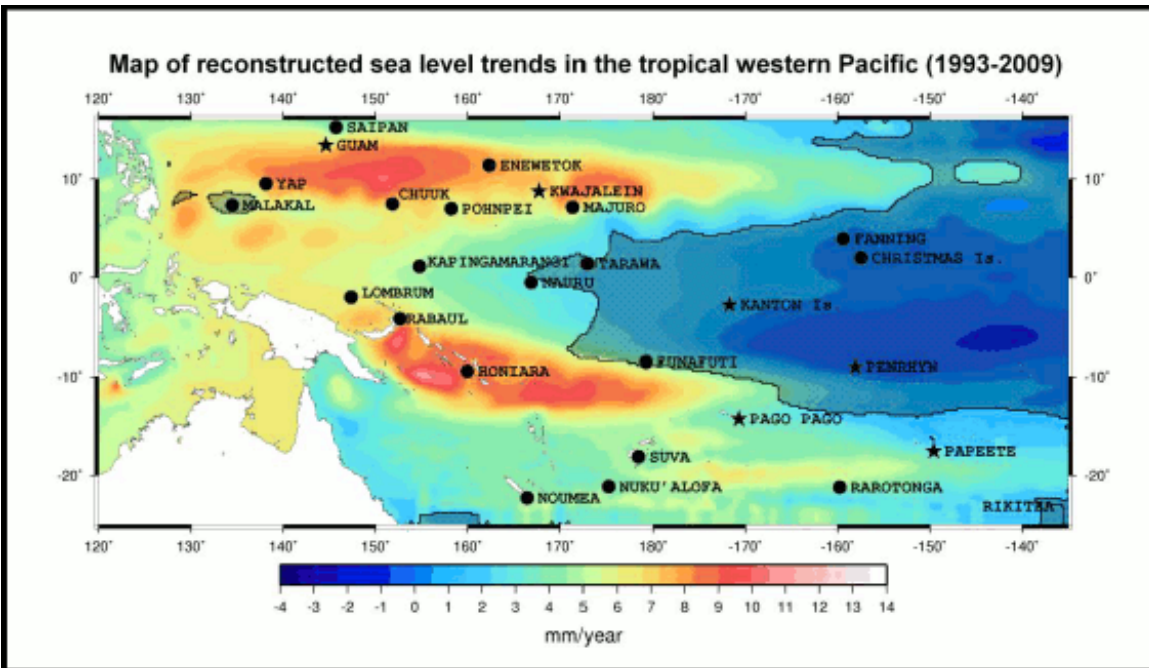 Map of reconstructed sea level trends in the tropical western Pacific (1993-2009)
120° 130° 140° 150° 160° 170° 180° -170° -160° -150° -140°
SAIPAN
GUAM
ENEWETOK
10° 10°
YAP
CHUUK
KWAJALEIN
MALAKAL
POHNPEI
MAJURO
FANNING
KAPINGAMARANGI
TARAWA
CHRISTMAS Is.
0° 0°
NAURU
LOMBRUM
KANTON Is
RABAUL
FUNAFUTI
PENRHYN
HONIARA
-10° -10°
PAGO PAGO
PAPEETE
SUVA
-20° -20°
NUKU'ALOFA
RAROTONGA
NOUMEA
RIKITEA
120° 130° 140° 150° 160° 170° 180° -170° -160° -150° -140°
-4 -3 -2 -1 0 1 2 3 4 5 6 7 8 9 10 11 12 13 14
mm/year